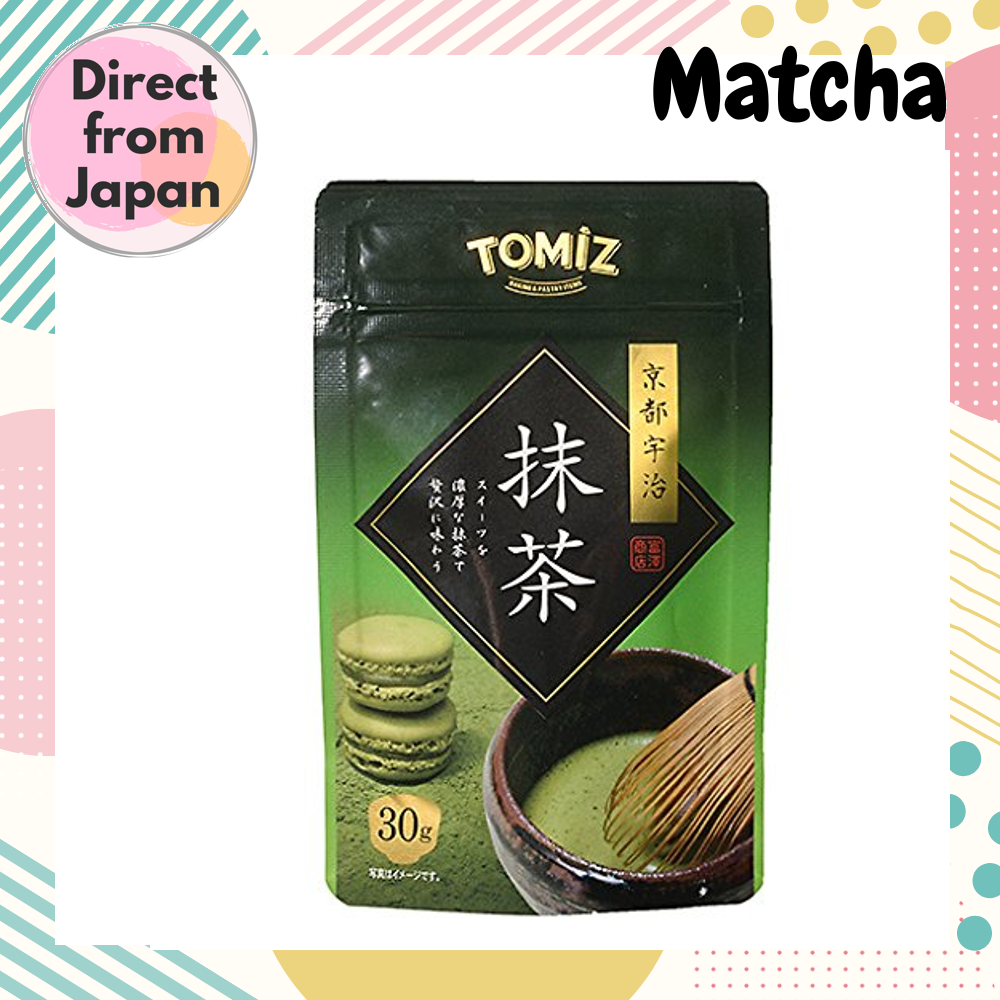 Direct
from
Japan
Matcha
TOMIZ
BAKING & PASTRY ITEMS
京都宇治
抹茶
スイーツを
濃厚な抹茶で
贅沢に味わう
富澤
商店
30g
写真はイメージです。